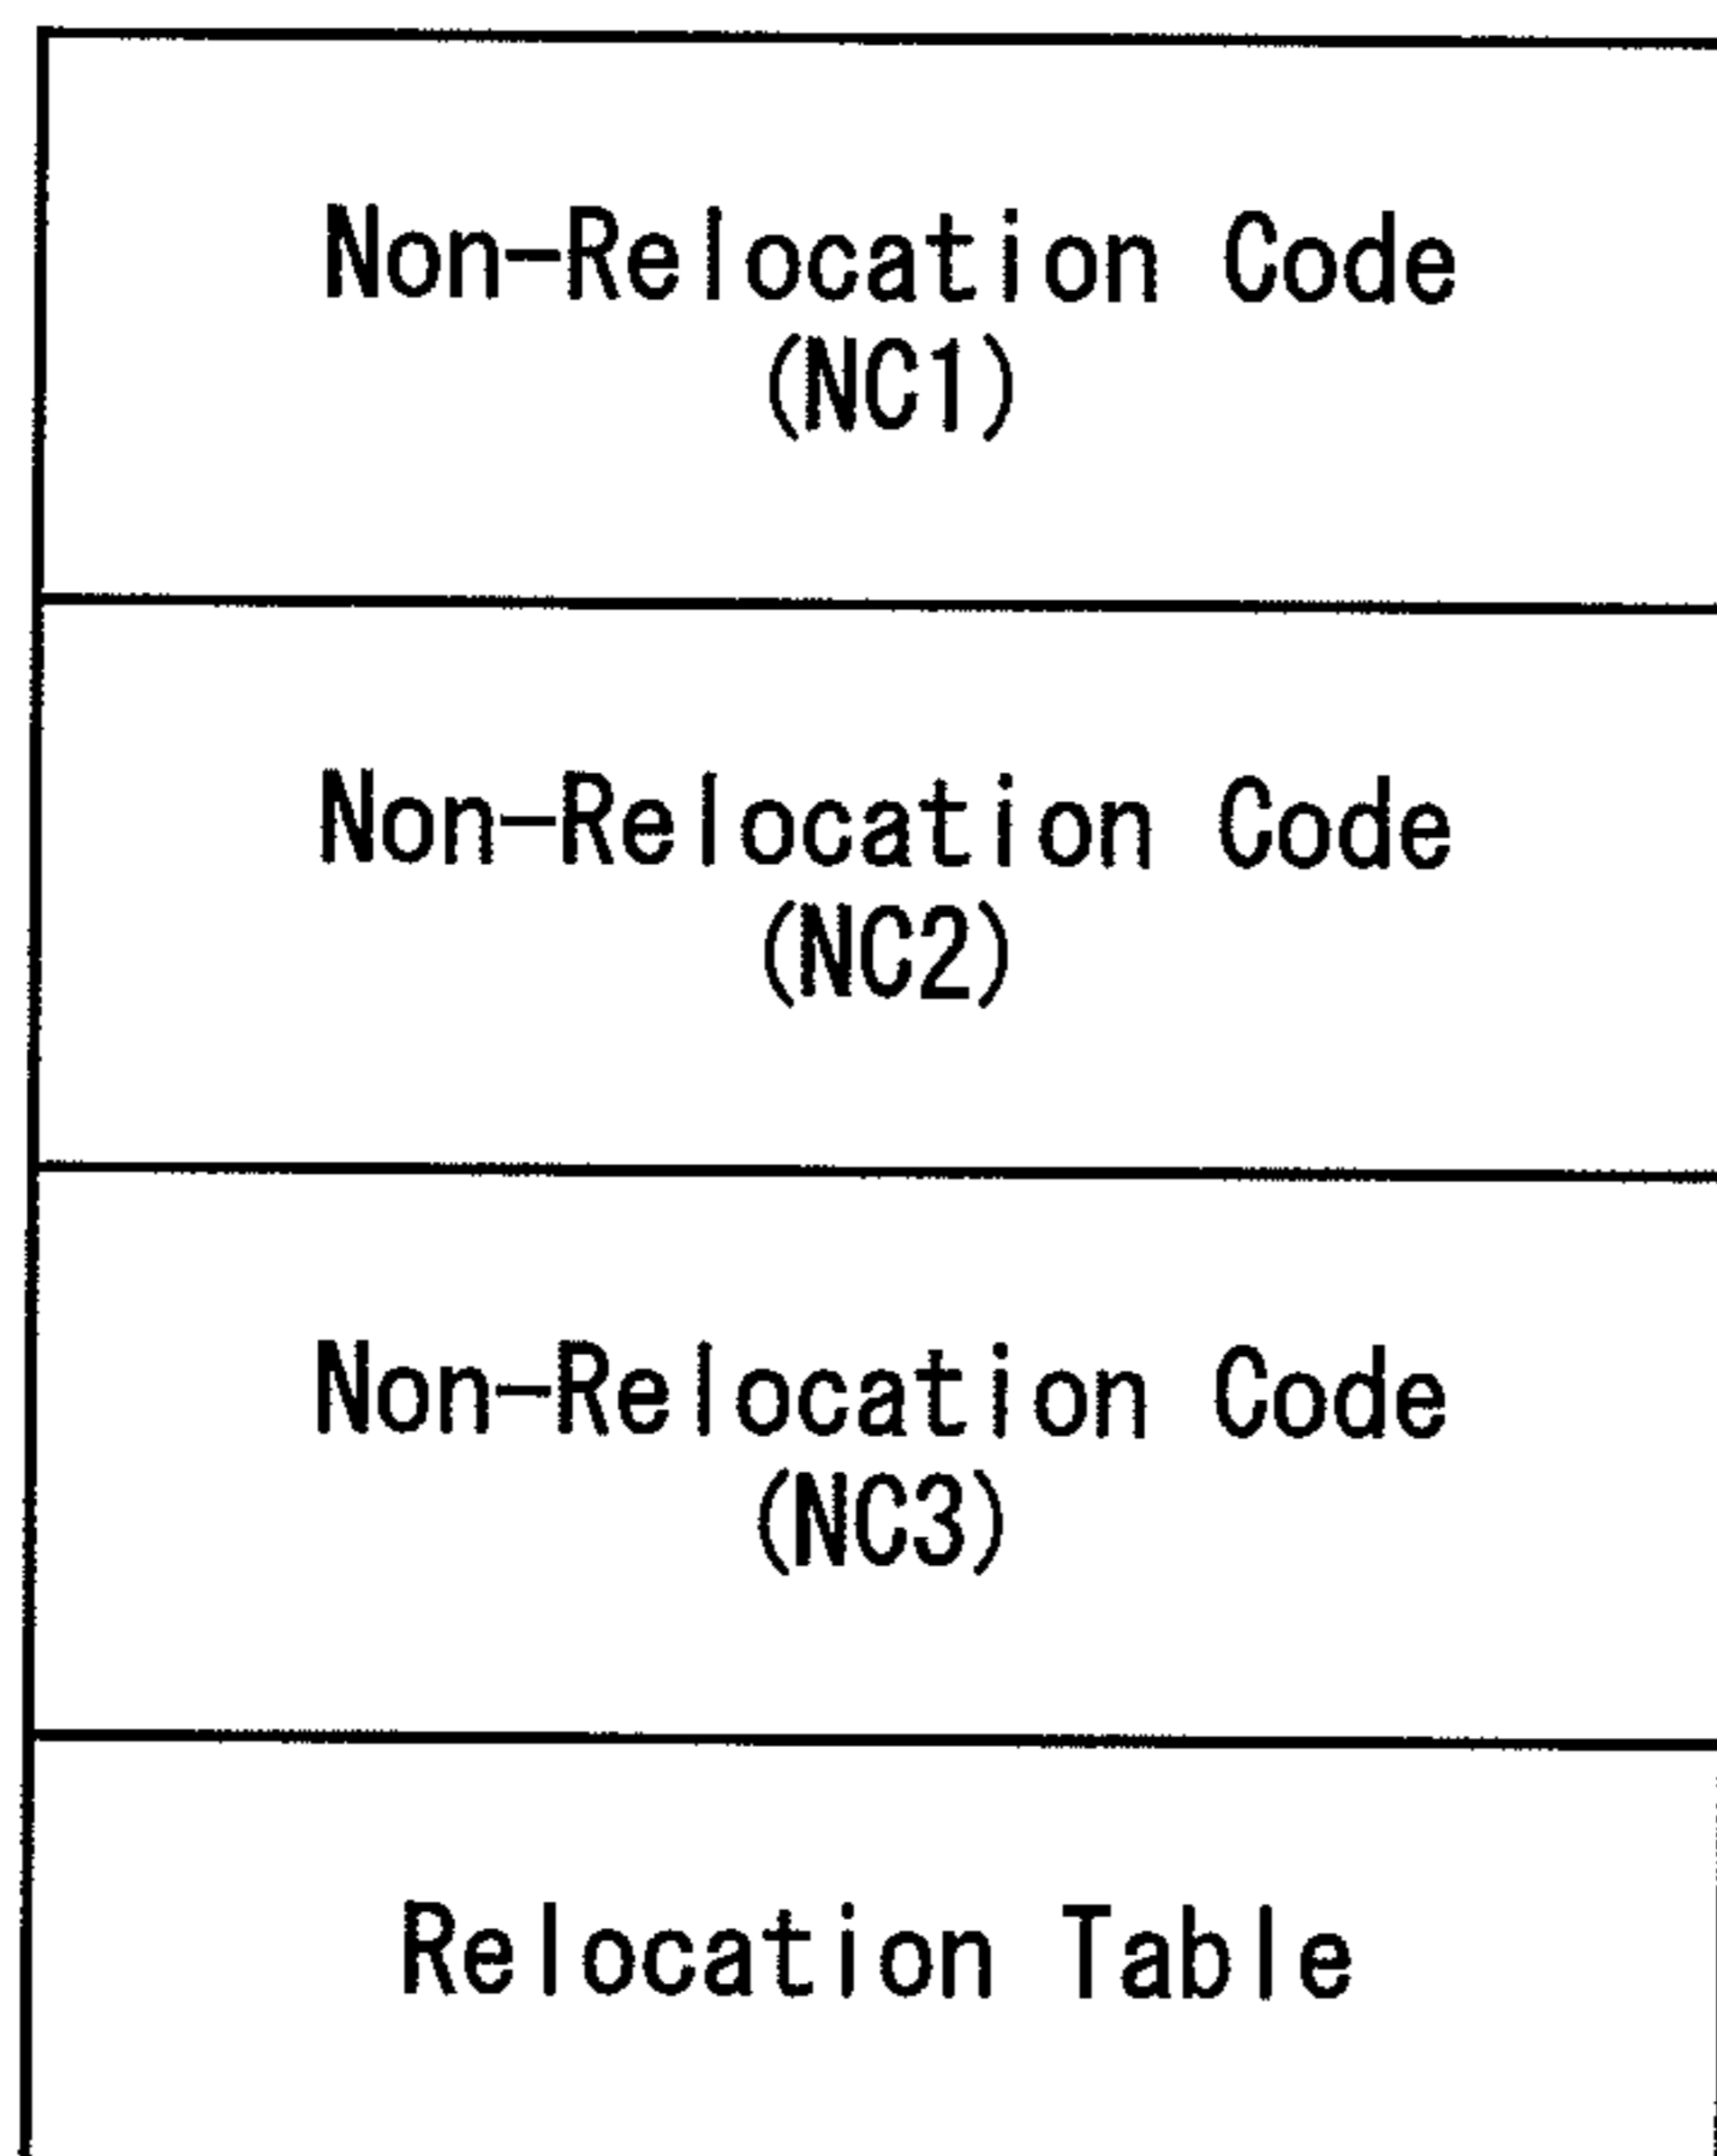 Non-Relocation Code
(NC1)
Non-Relocation Code
(NC2)
Non-Relocation Code
(NC3)
Relocation Table